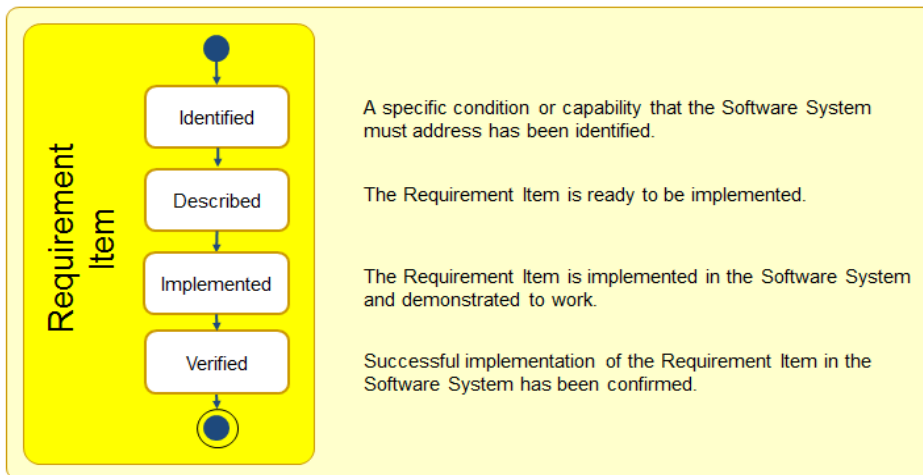 Requirement
Item
Identified
A specific condition or capability that the Software System
must address has been identified.
Described
The Requirement Item is ready to be implemented.
Implemented
The Requirement Item is implemented in the Software System
and demonstrated to work.
Verified
Successful implementation of the Requirement Item in the
Software System has been confirmed.